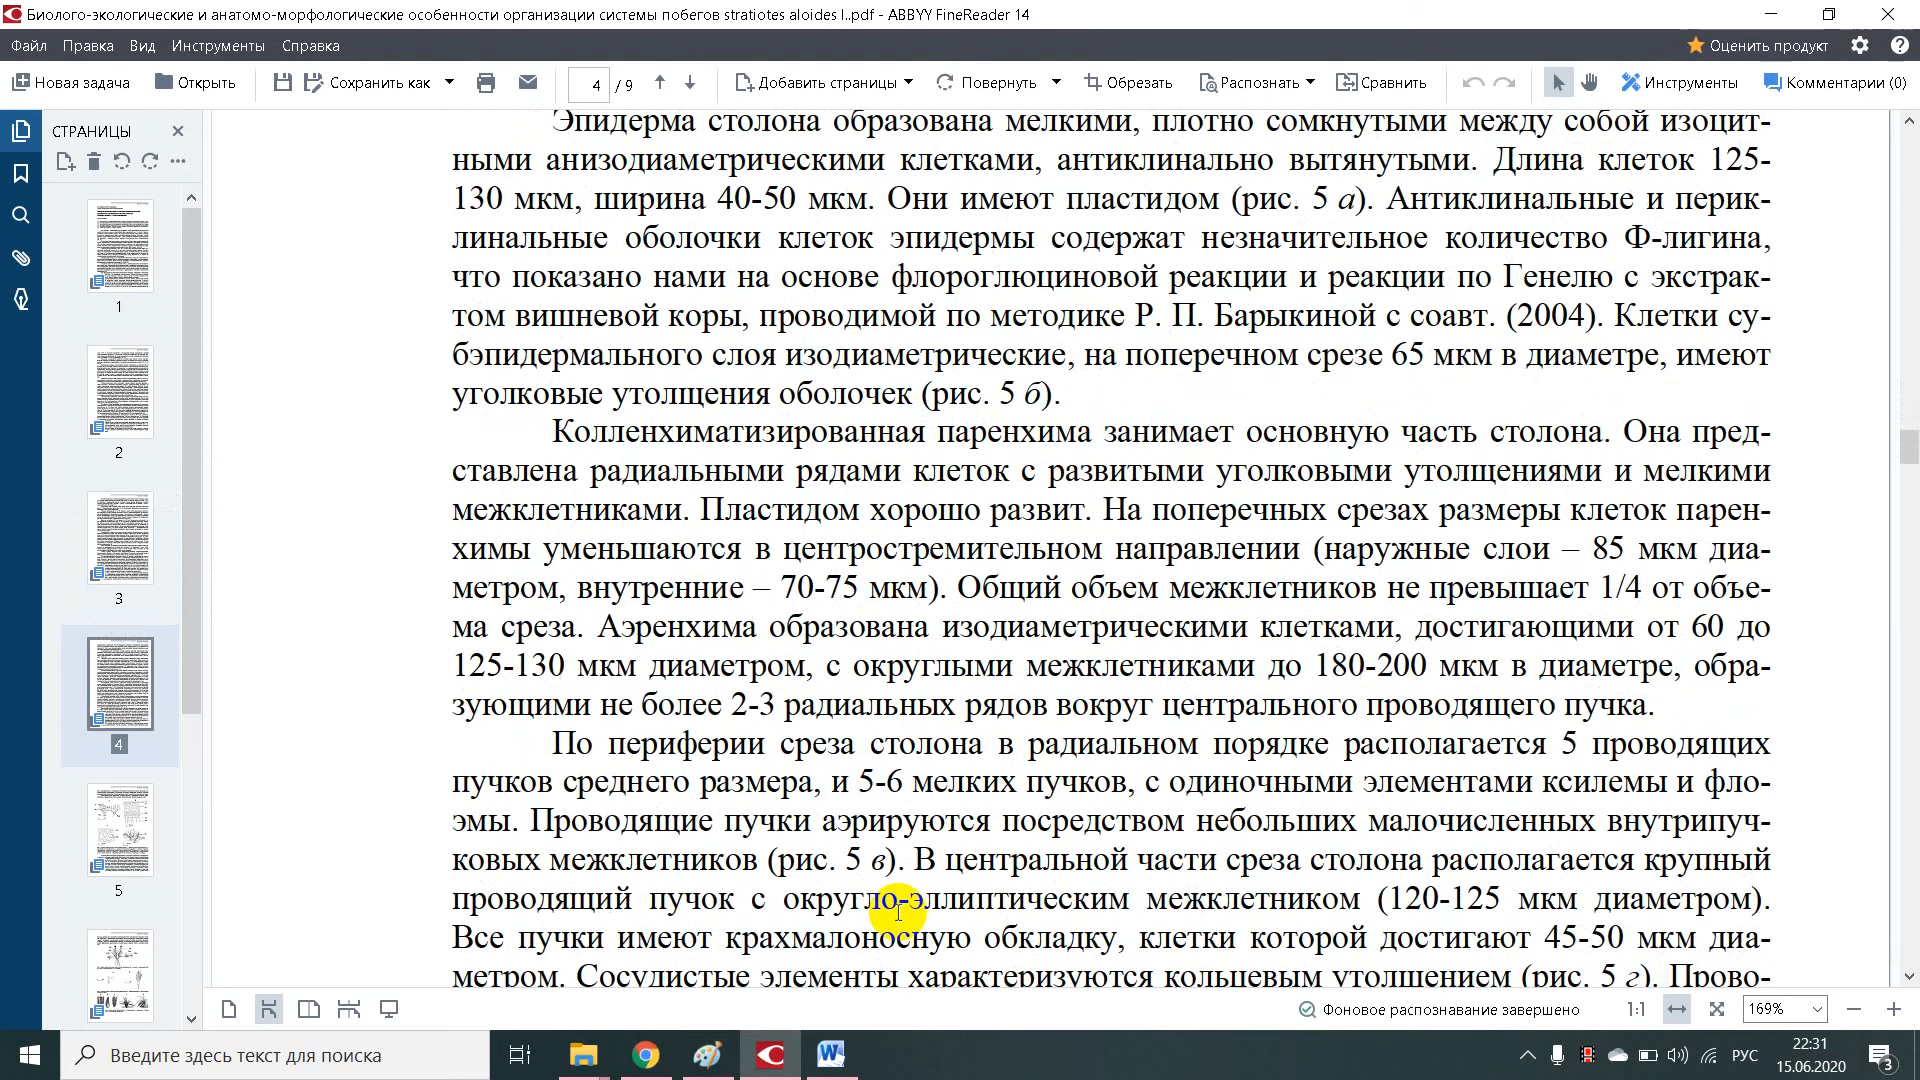 Биолого-экологические и анатомо-морфологические особенности организации системы побегов stratiotes aloides l..pdf - ABBYY FineReader 14
Файл Правка Вид Инструменты Справка Оценить продукт
Новая задача Открыть Сохранить как 4 / 9 Добавить страницы Повернуть Обрезать Распознать Сравнить Инструменты Комментарии (0)
СТРАНИЦЫ
1
2
3
4
5
Эпидерма столона образована мелкими, плотно сомкнутыми между собой изоцит-
ными анизодиаметрическими клетками, антиклинально вытянутыми. Длина клеток 125-
130 мкм, ширина 40-50 мкм. Они имеют пластидом (рис. 5 а). Антиклинальные и перик-
линальные оболочки клеток эпидермы содержат незначительное количество Ф-лигина,
что показано нами на основе флороглюциновой реакции и реакции по Генелю с экстрак-
том вишневой коры, проводимой по методике Р. П. Барыкиной с соавт. (2004). Клетки су-
бэпидермального слоя изодиаметрические, на поперечном срезе 65 мкм в диаметре, имеют
уголковые утолщения оболочек (рис. 5 б).
Колленхиматизированная паренхима занимает основную часть столона. Она пред-
ставлена радиальными рядами клеток с развитыми уголковыми утолщениями и мелкими
межклетниками. Пластидом хорошо развит. На поперечных срезах размеры клеток парен-
химы уменьшаются в центростремительном направлении (наружные слои – 85 мкм диа-
метром, внутренние – 70-75 мкм). Общий объем межклетников не превышает 1/4 от объе-
ма среза. Аэренхима образована изодиаметрическими клетками, достигающими от 60 до
125-130 мкм диаметром, с округлыми межклетниками до 180-200 мкм в диаметре, обра-
зующими не более 2-3 радиальных рядов вокруг центрального проводящего пучка.
По периферии среза столона в радиальном порядке располагается 5 проводящих
пучков среднего размера, и 5-6 мелких пучков, с одиночными элементами ксилемы и фло-
эмы. Проводящие пучки аэрируются посредством небольших малочисленных внутрипуч-
ковых межклетников (рис. 5 в). В центральной части среза столона располагается крупный
проводящий пучок с округло-эллиптическим межклетником (120-125 мкм диаметром).
Все пучки имеют крахмалоносную обкладку, клетки которой достигают 45-50 мкм диа-
метром. Сосудистые элементы характеризуются кольцевым утолщением (рис. 5 г). Прово-
Фоновое распознавание завершено 1:1 169%
Введите здесь текст для поиска
РУС
22:31
15.06.2020
3